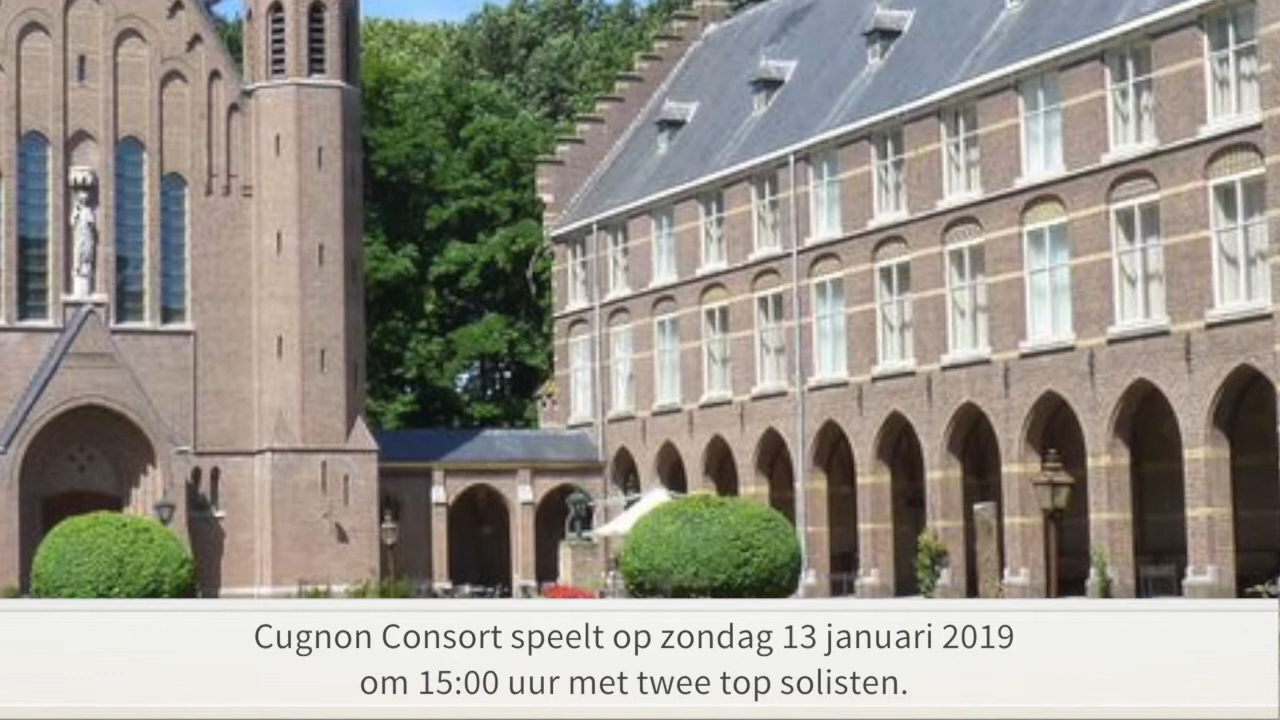 Cugnon Consort speelt op zondag 13 januari 2019
om 15:00 uur met twee top solisten.